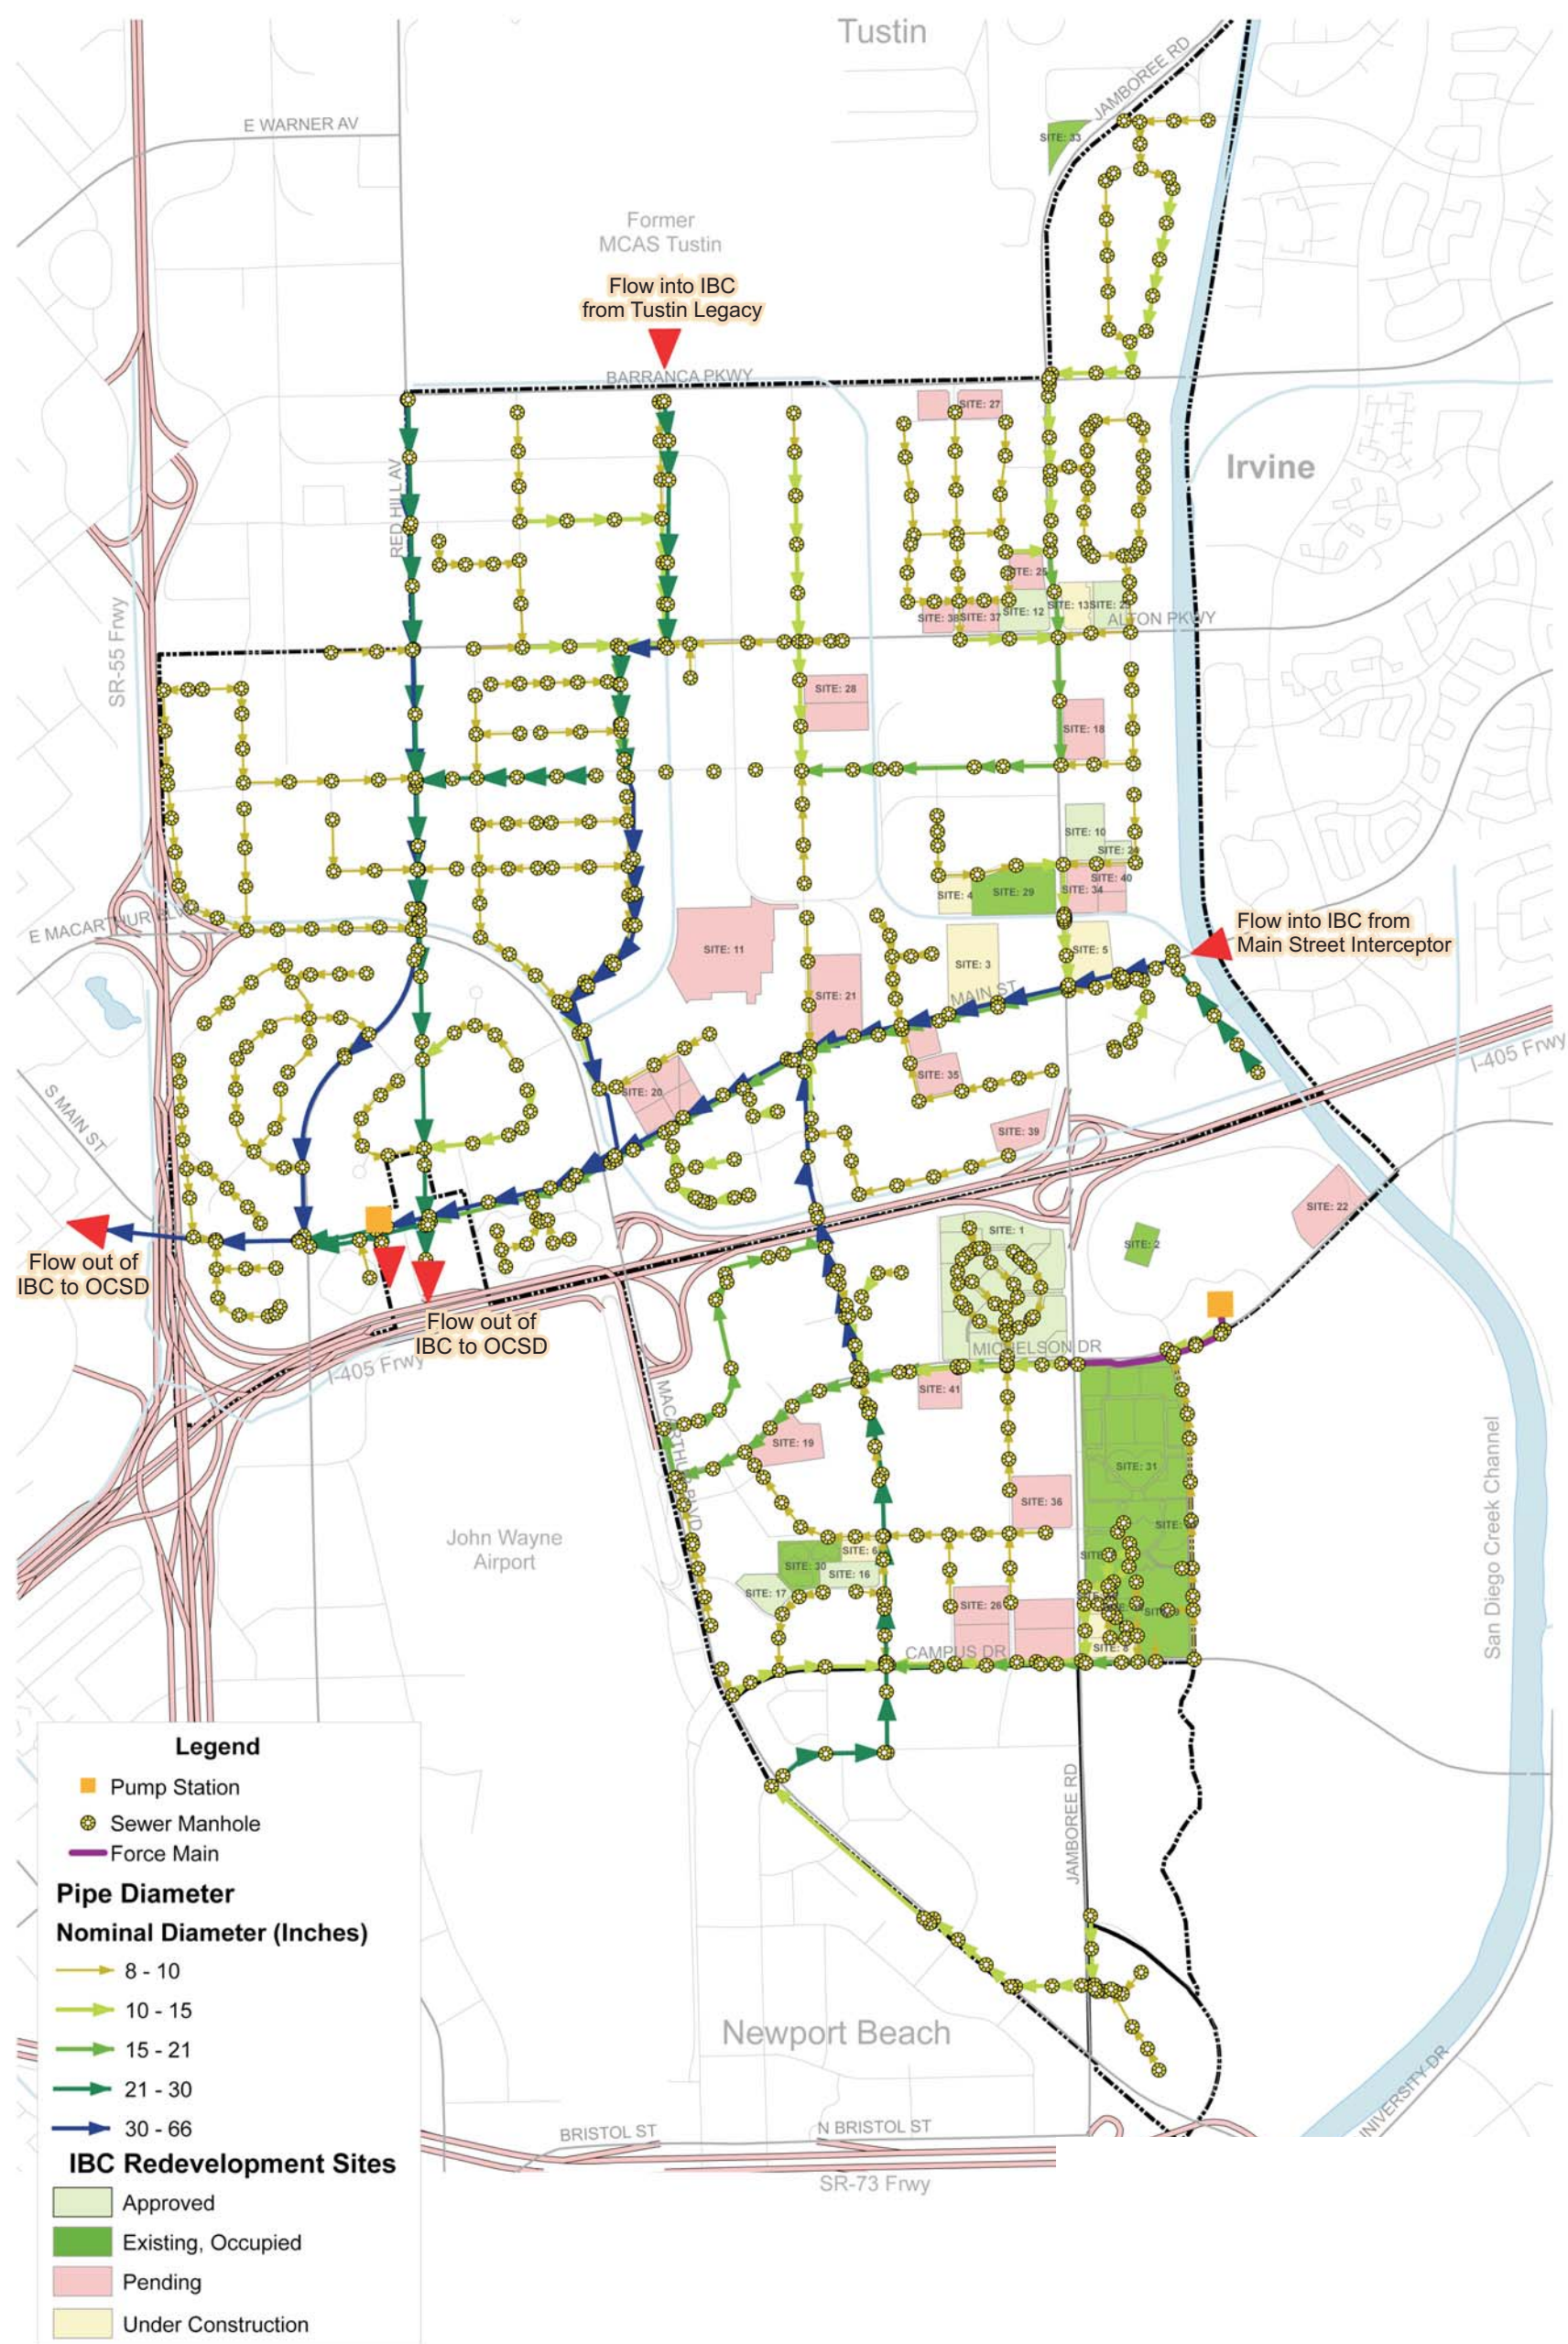 Tustin
JAMBOREE RD
E WARNER AV
SITE: 33
Former
MCAS Tustin
Flow into IBC
from Tustin Legacy
BARRANCA PKWY
SITE: 27
RED HILL AV
Irvine
SITE: 25
SR-55 Frwy
SITE: 38
SITE: 37
SITE: 12
SITE: 13
ALTON PKWY
SITE: 28
SITE: 18
SITE: 10
SITE: 4
SITE: 29
SITE: 34
SITE: 40
E MACARTHUR BLVD
SITE: 11
SITE: 3
SITE: 5
Flow into IBC from
Main Street Interceptor
SITE: 21
MAIN ST
I-405 Frwy
SITE: 35
SITE: 20
S MAIN ST
SITE: 39
SITE: 22
SITE: 1
SITE: 2
Flow out of
IBC to OCSD
Flow out of
IBC to OCSD
I-405 Frwy
MICHELSON DR
SITE: 41
MACARTHUR BLVD
SITE: 19
SITE: 31
San Diego Creek Channel
SITE: 36
John Wayne
Airport
SITE: 6
SITE: 30
SITE: 16
SITE: 17
SITE: 26
SITE: 8
CAMPUS DR
JAMBOREE RD
Legend
Pump Station
Sewer Manhole
Force Main
Pipe Diameter
Nominal Diameter (Inches)
8 - 10
10 - 15
15 - 21
21 - 30
30 - 66
IBC Redevelopment Sites
Approved
Existing, Occupied
Pending
Under Construction
Newport Beach
BRISTOL ST
N BRISTOL ST
SR-73 Frwy
UNIVERSITY DR